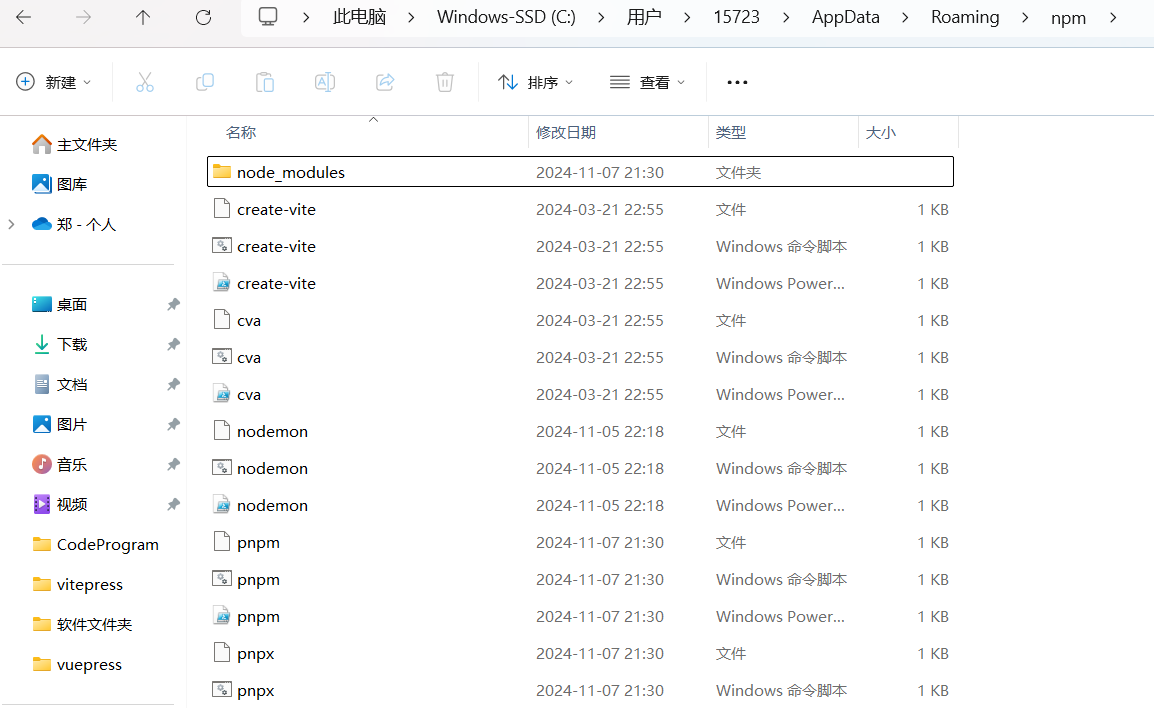 此电脑 > Windows-SSD (C:) > 用户 > 15723 > AppData > Roaming > npm >
新建 排序 查看 •••
名称 修改日期 类型 大小
主文件夹
图库
郑 - 个人
桌面
下载
文档
图片
音乐
视频
CodeProgram
vitepress
软件文件夹
vuepress
node_modules 2024-11-07 21:30 文件夹
create-vite 2024-03-21 22:55 文件 1 KB
create-vite 2024-03-21 22:55 Windows 命令脚本 1 KB
create-vite 2024-03-21 22:55 Windows Power... 1 KB
cva 2024-03-21 22:55 文件 1 KB
cva 2024-03-21 22:55 Windows 命令脚本 1 KB
cva 2024-03-21 22:55 Windows Power... 1 KB
nodemon 2024-11-05 22:18 文件 1 KB
nodemon 2024-11-05 22:18 Windows 命令脚本 1 KB
nodemon 2024-11-05 22:18 Windows Power... 1 KB
pnpm 2024-11-07 21:30 文件 1 KB
pnpm 2024-11-07 21:30 Windows 命令脚本 1 KB
pnpm 2024-11-07 21:30 Windows Power... 1 KB
pnpx 2024-11-07 21:30 文件 1 KB
pnpx 2024-11-07 21:30 Windows 命令脚本 1 KB